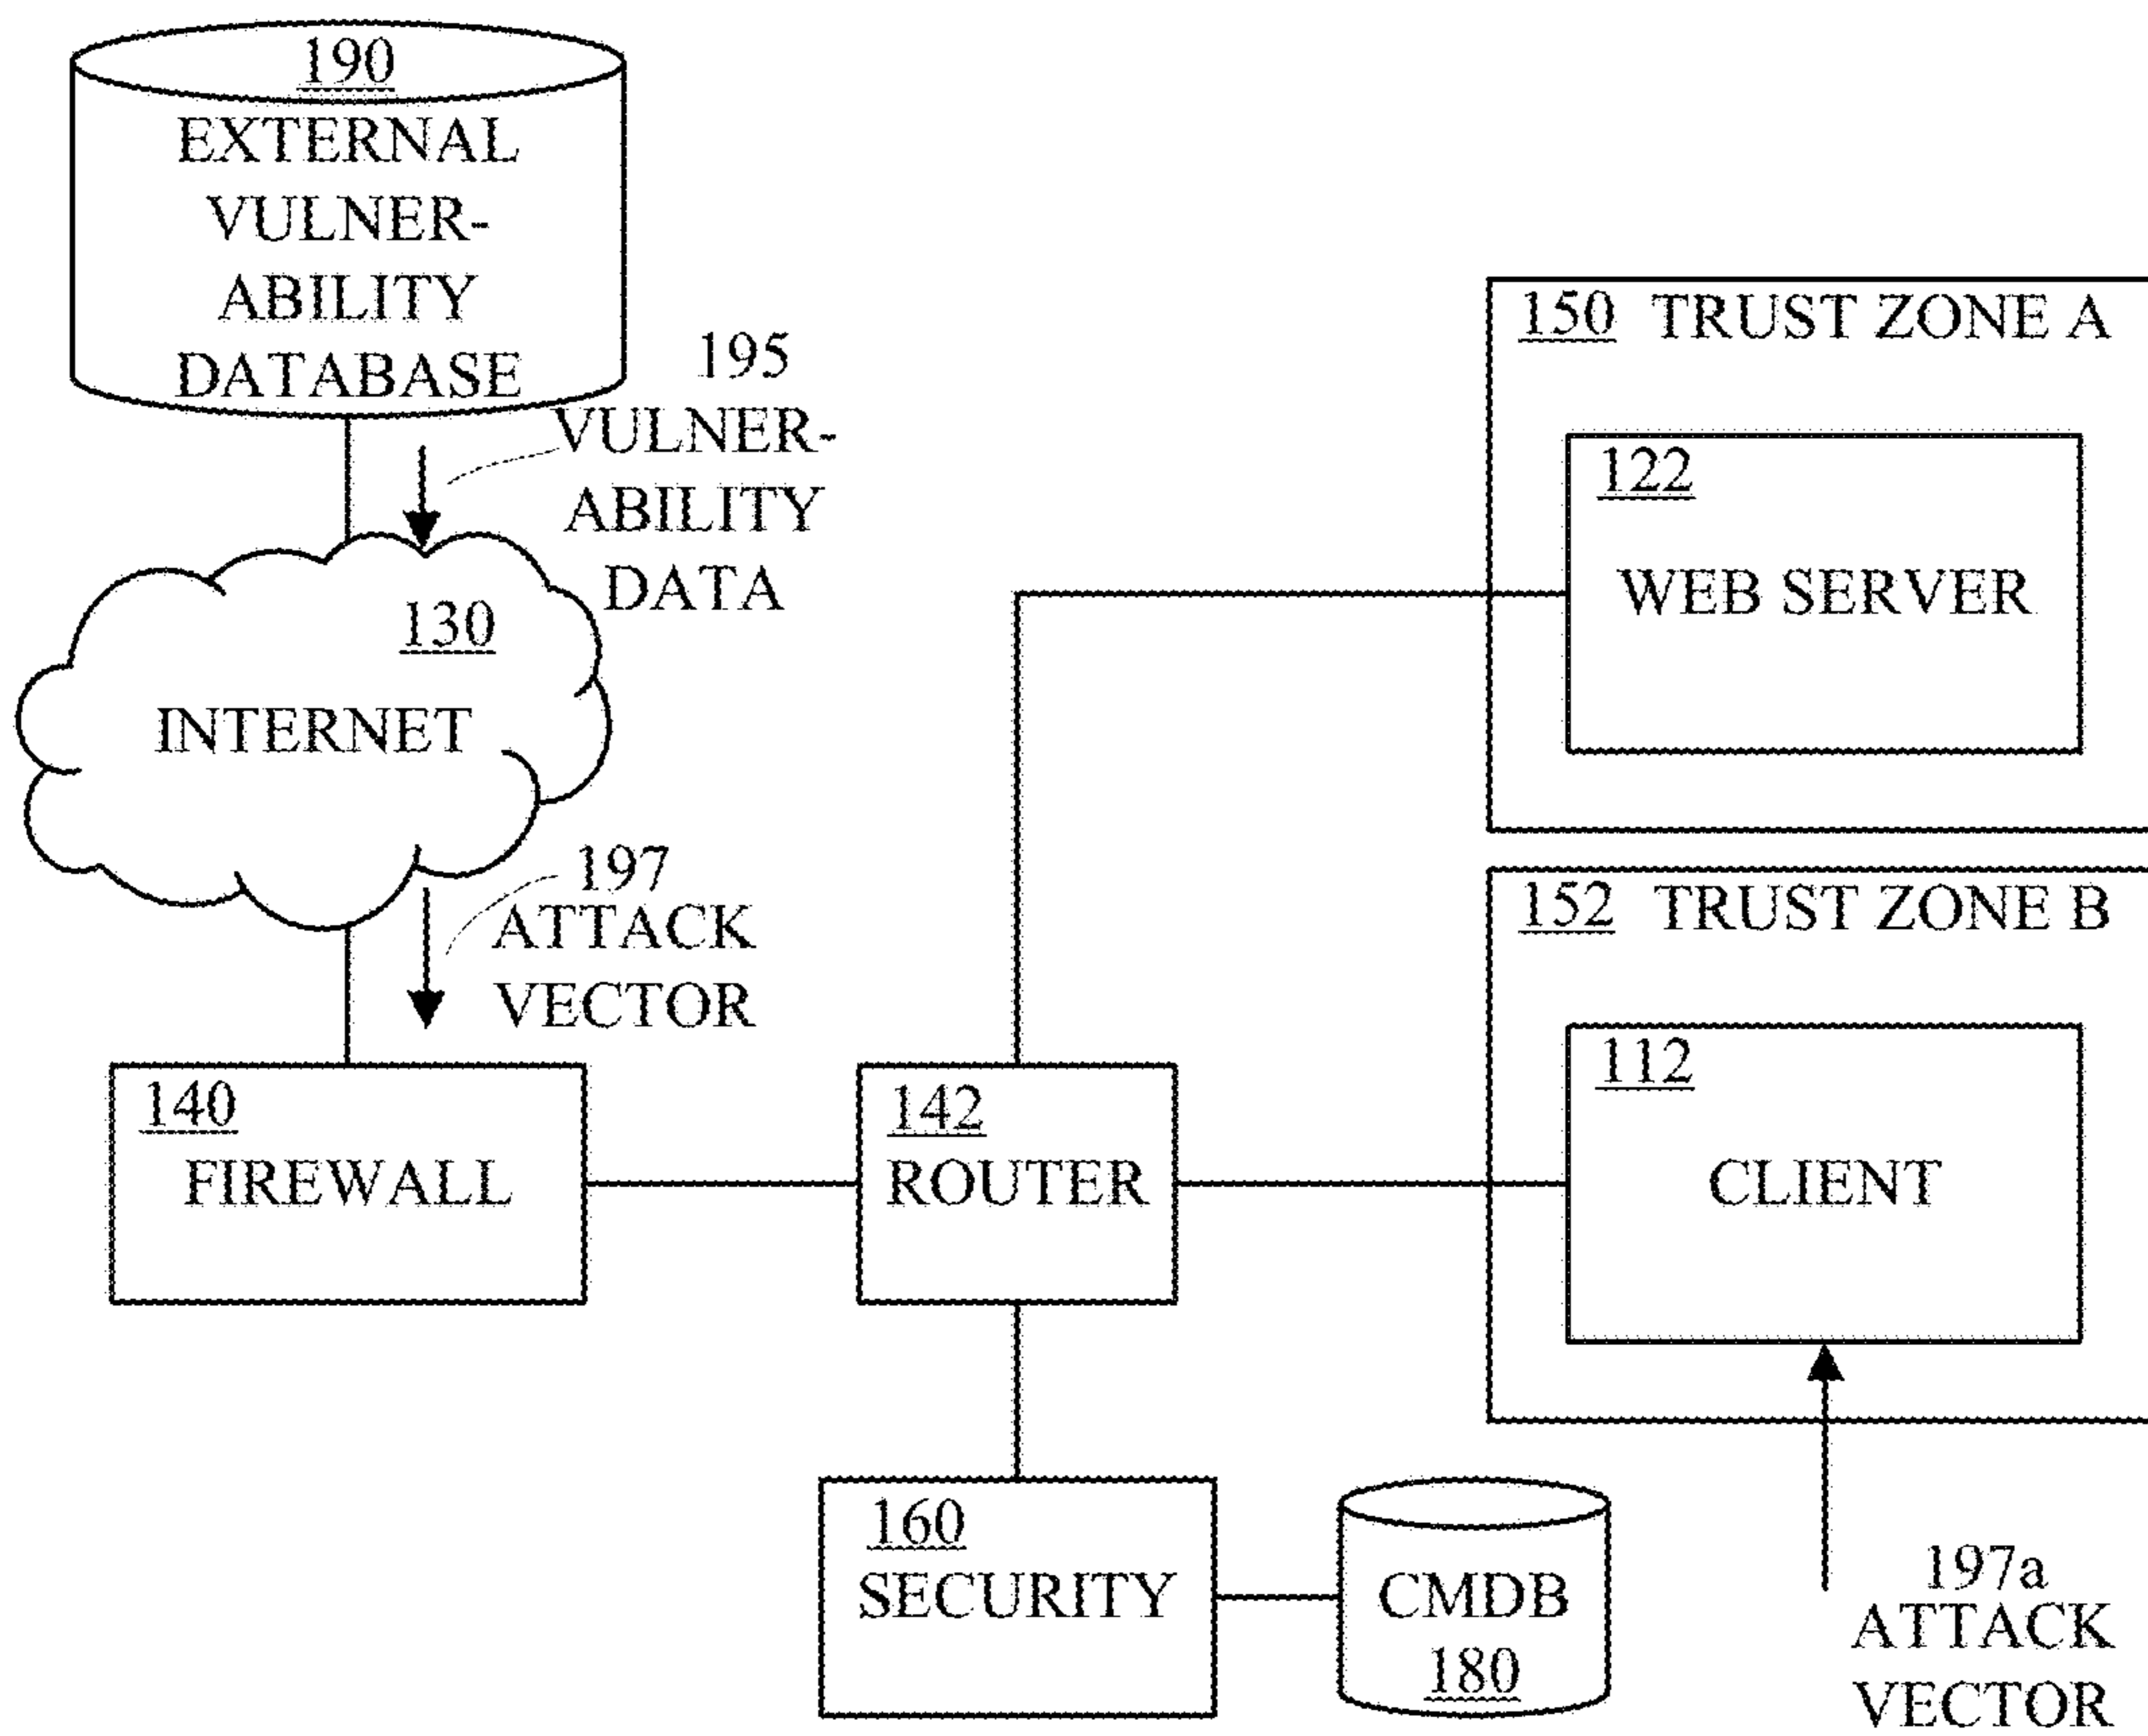 190
EXTERNAL
VULNER-
ABILITY
DATABASE
195
VULNER-
ABILITY
DATA
130
INTERNET
197
ATTACK
VECTOR
140
FIREWALL
142
ROUTER
150 TRUST ZONE A
122
WEB SERVER
152 TRUST ZONE B
112
CLIENT
160
SECURITY
CMDB
180
197a
ATTACK
VECTOR